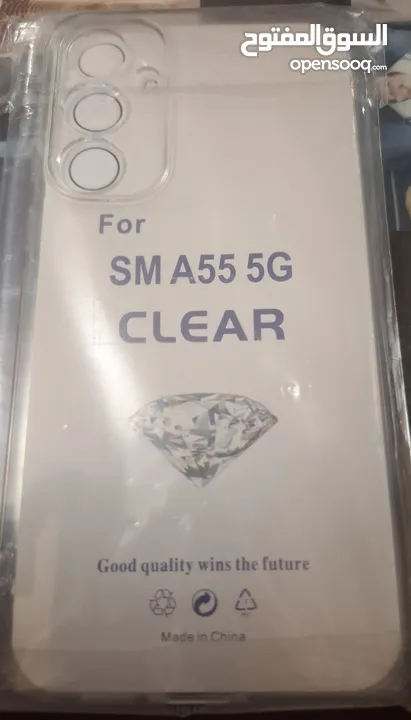 السوق المفتوح
opensooq.com
For
SM A55 5G
CLEAR
Good quality wins the future
Made in China